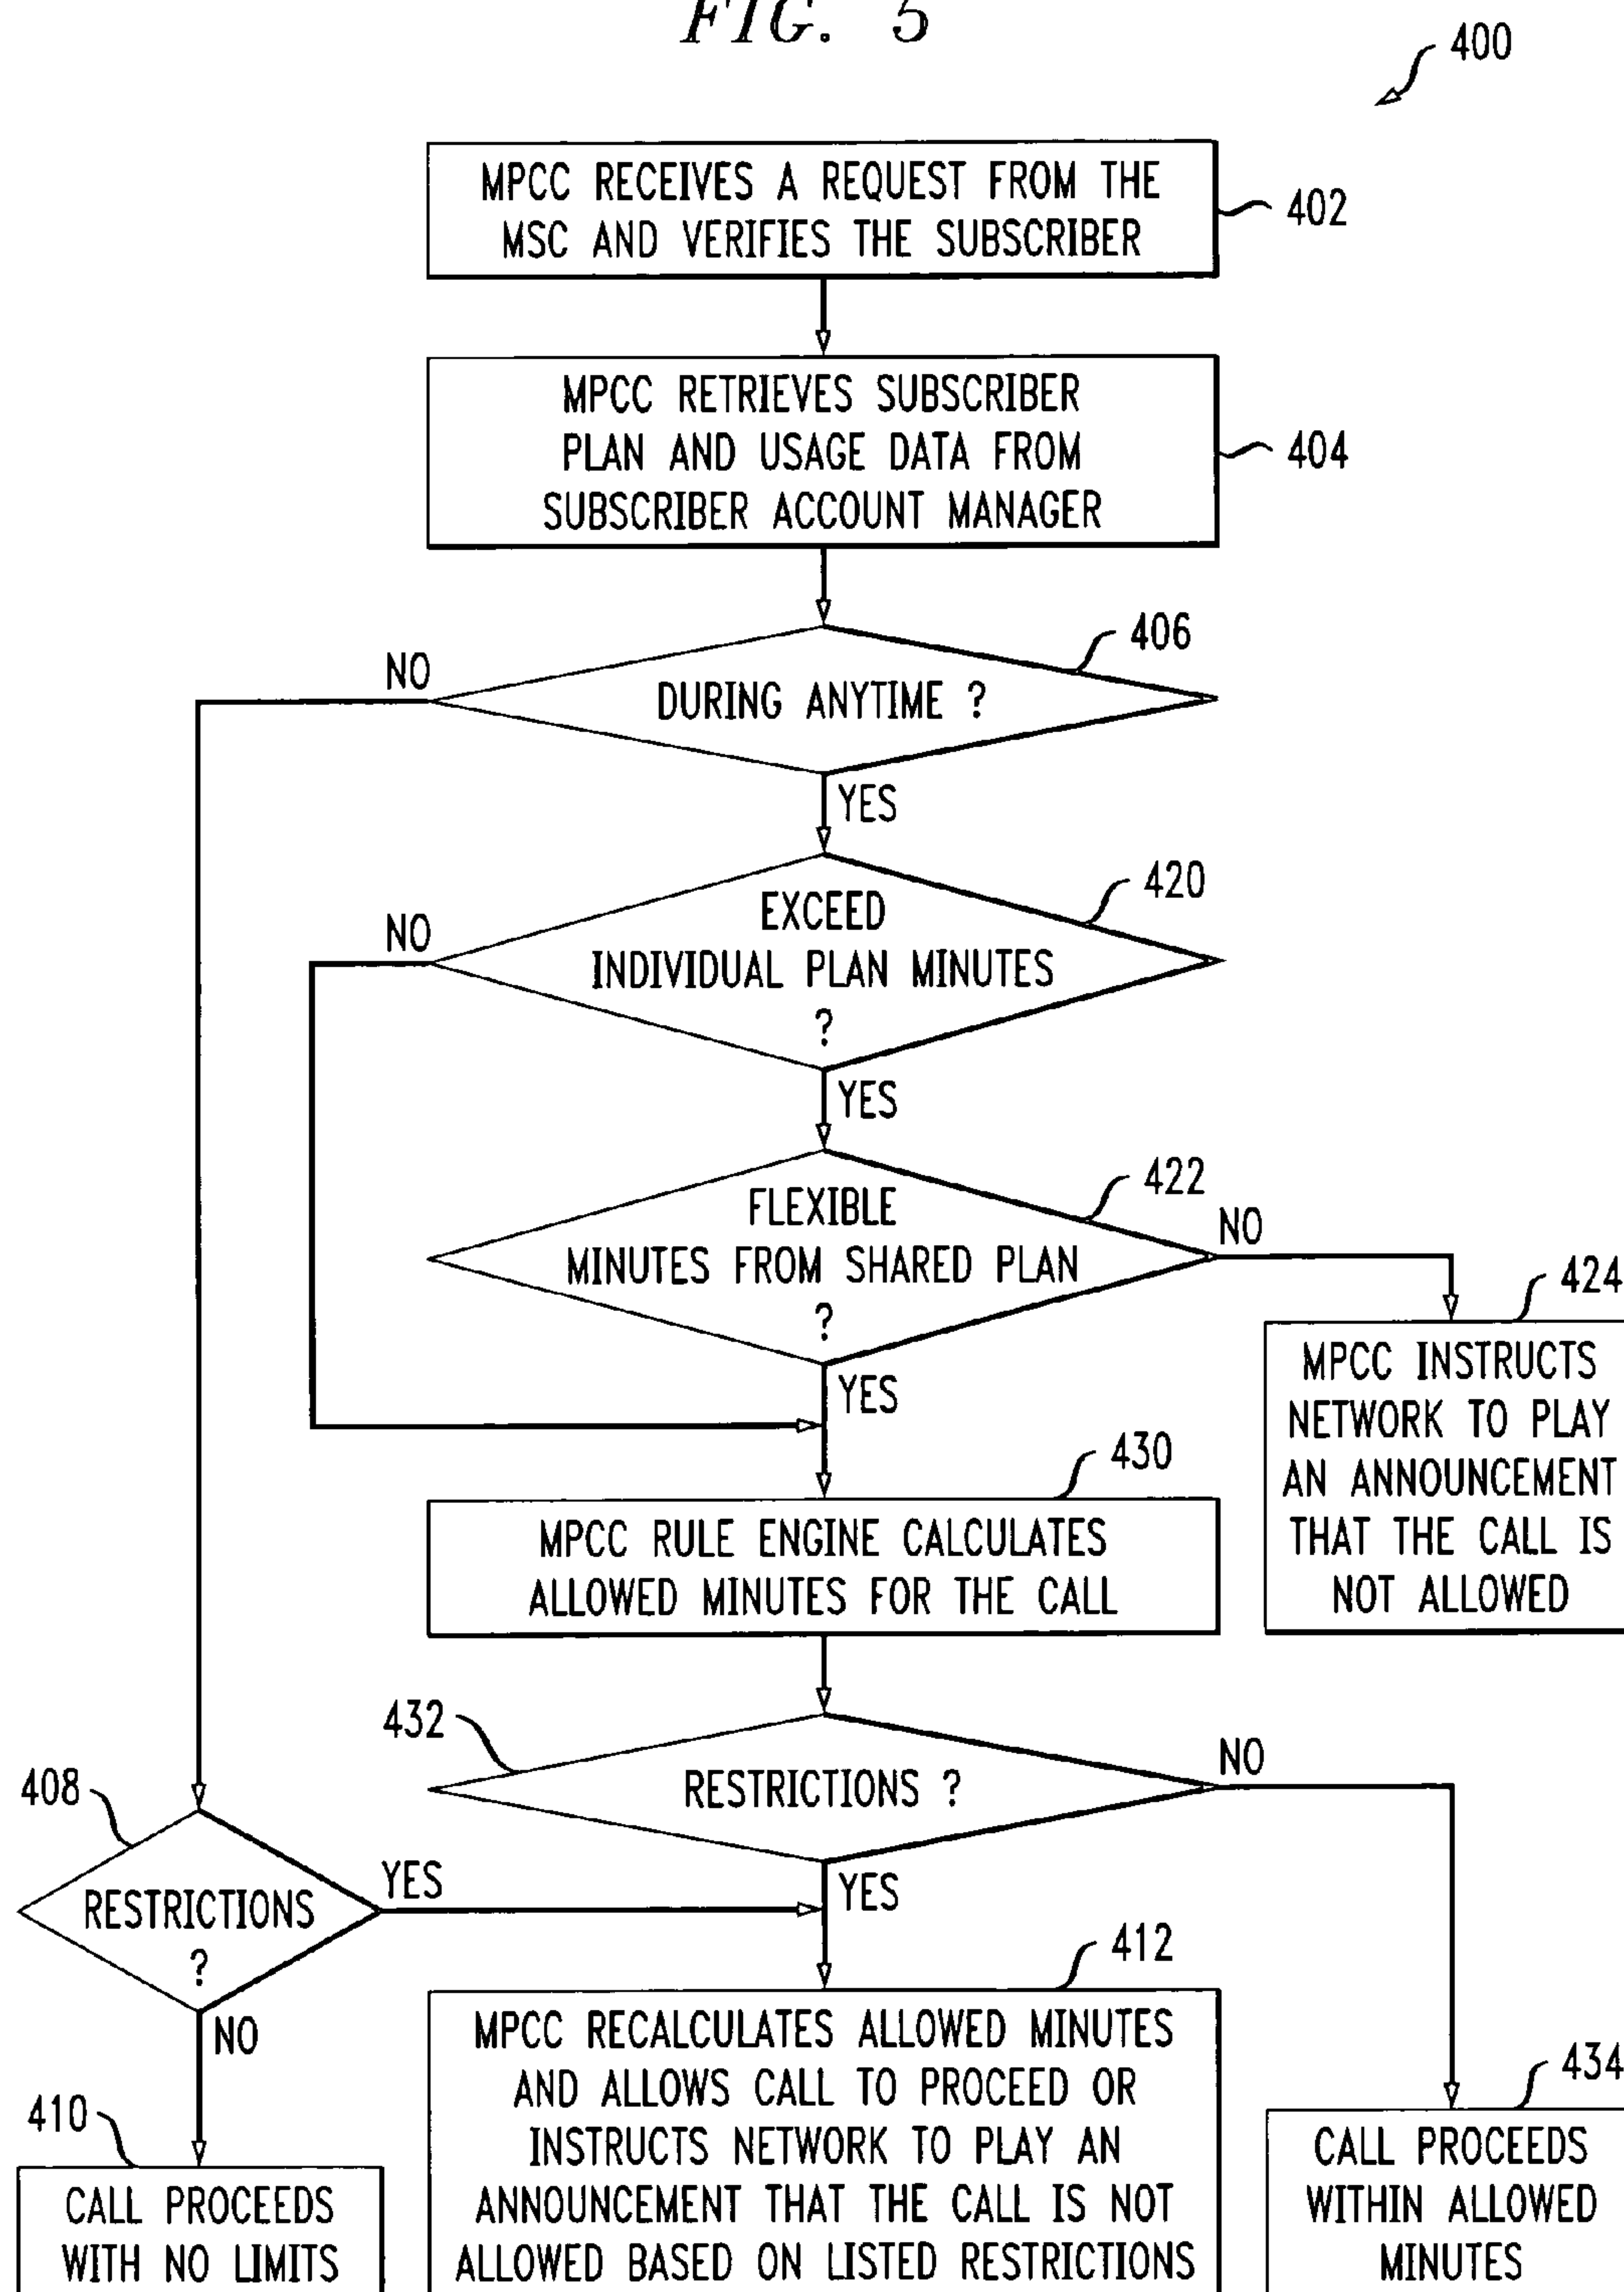 FIG. 5
400
MPCC RECEIVES A REQUEST FROM THE
MSC AND VERIFIES THE SUBSCRIBER
402
MPCC RETRIEVES SUBSCRIBER
PLAN AND USAGE DATA FROM
SUBSCRIBER ACCOUNT MANAGER
404
406
NO
DURING ANYTIME ?
YES
420
NO
EXCEED
INDIVIDUAL PLAN MINUTES
?
YES
422
FLEXIBLE
MINUTES FROM SHARED PLAN
?
NO
YES
424
MPCC INSTRUCTS
NETWORK TO PLAY
AN ANNOUNCEMENT
THAT THE CALL IS
NOT ALLOWED
430
MPCC RULE ENGINE CALCULATES
ALLOWED MINUTES FOR THE CALL
432
RESTRICTIONS ?
NO
YES
408
RESTRICTIONS
?
YES
NO
412
MPCC RECALCULATES ALLOWED MINUTES
AND ALLOWS CALL TO PROCEED OR
INSTRUCTS NETWORK TO PLAY AN
ANNOUNCEMENT THAT THE CALL IS NOT
ALLOWED BASED ON LISTED RESTRICTIONS
410
CALL PROCEEDS
WITH NO LIMITS
434
CALL PROCEEDS
WITHIN ALLOWED
MINUTES